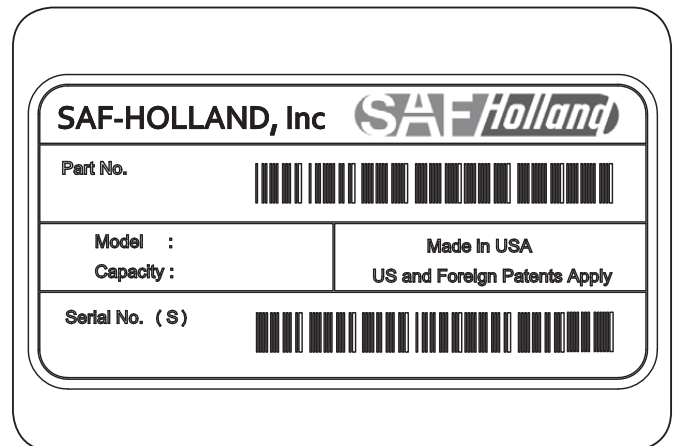 SAF-HOLLAND, Inc SAF Holland
Part No.
Model :
Capacity :
Made in USA
US and Foreign Patents Apply
Serial No. ( S )